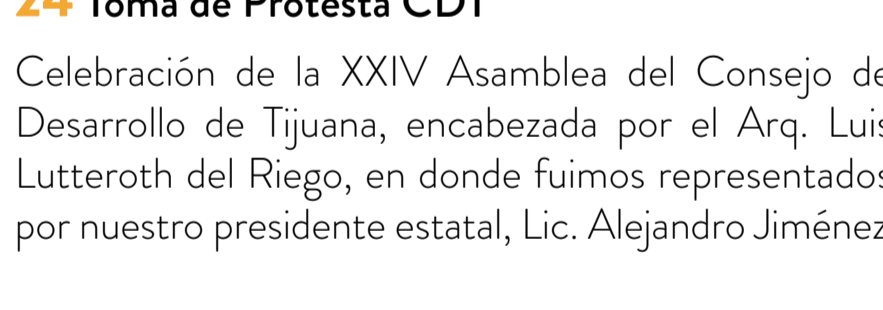 24 Toma de Protesta CDT
Celebración de la XXIV Asamblea del Consejo de
Desarrollo de Tijuana, encabezada por el Arq. Luis
Lutteroth del Riego, en donde fuimos representados
por nuestro presidente estatal, Lic. Alejandro Jiménez